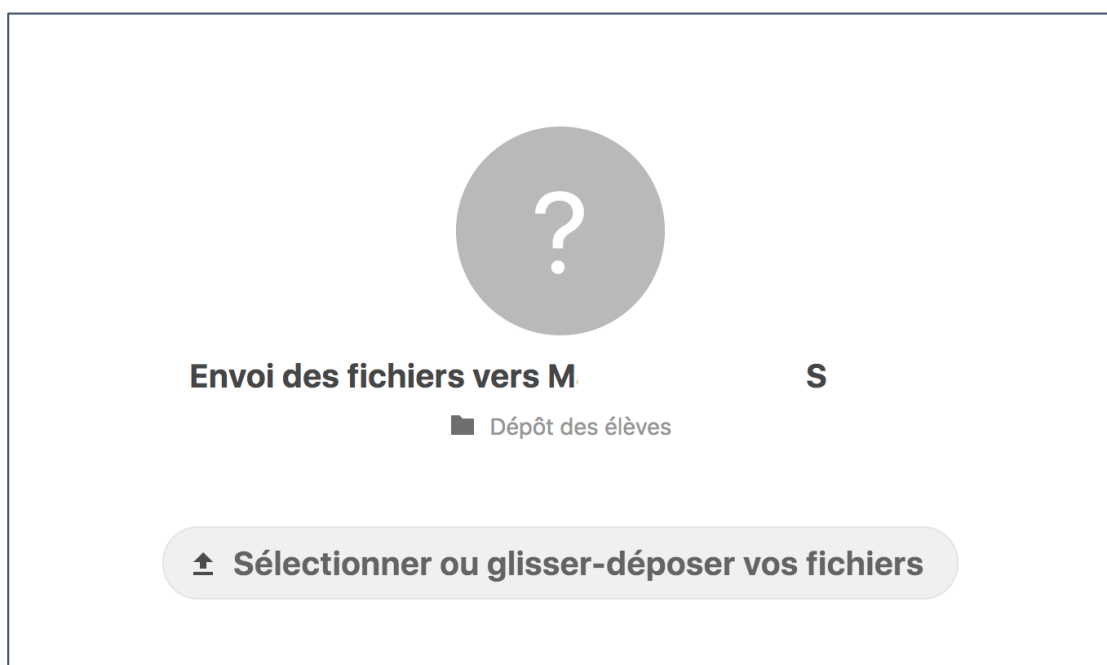 ?
Envoi des fichiers vers M S
Dépôt des élèves
Sélectionner ou glisser-déposer vos fichiers